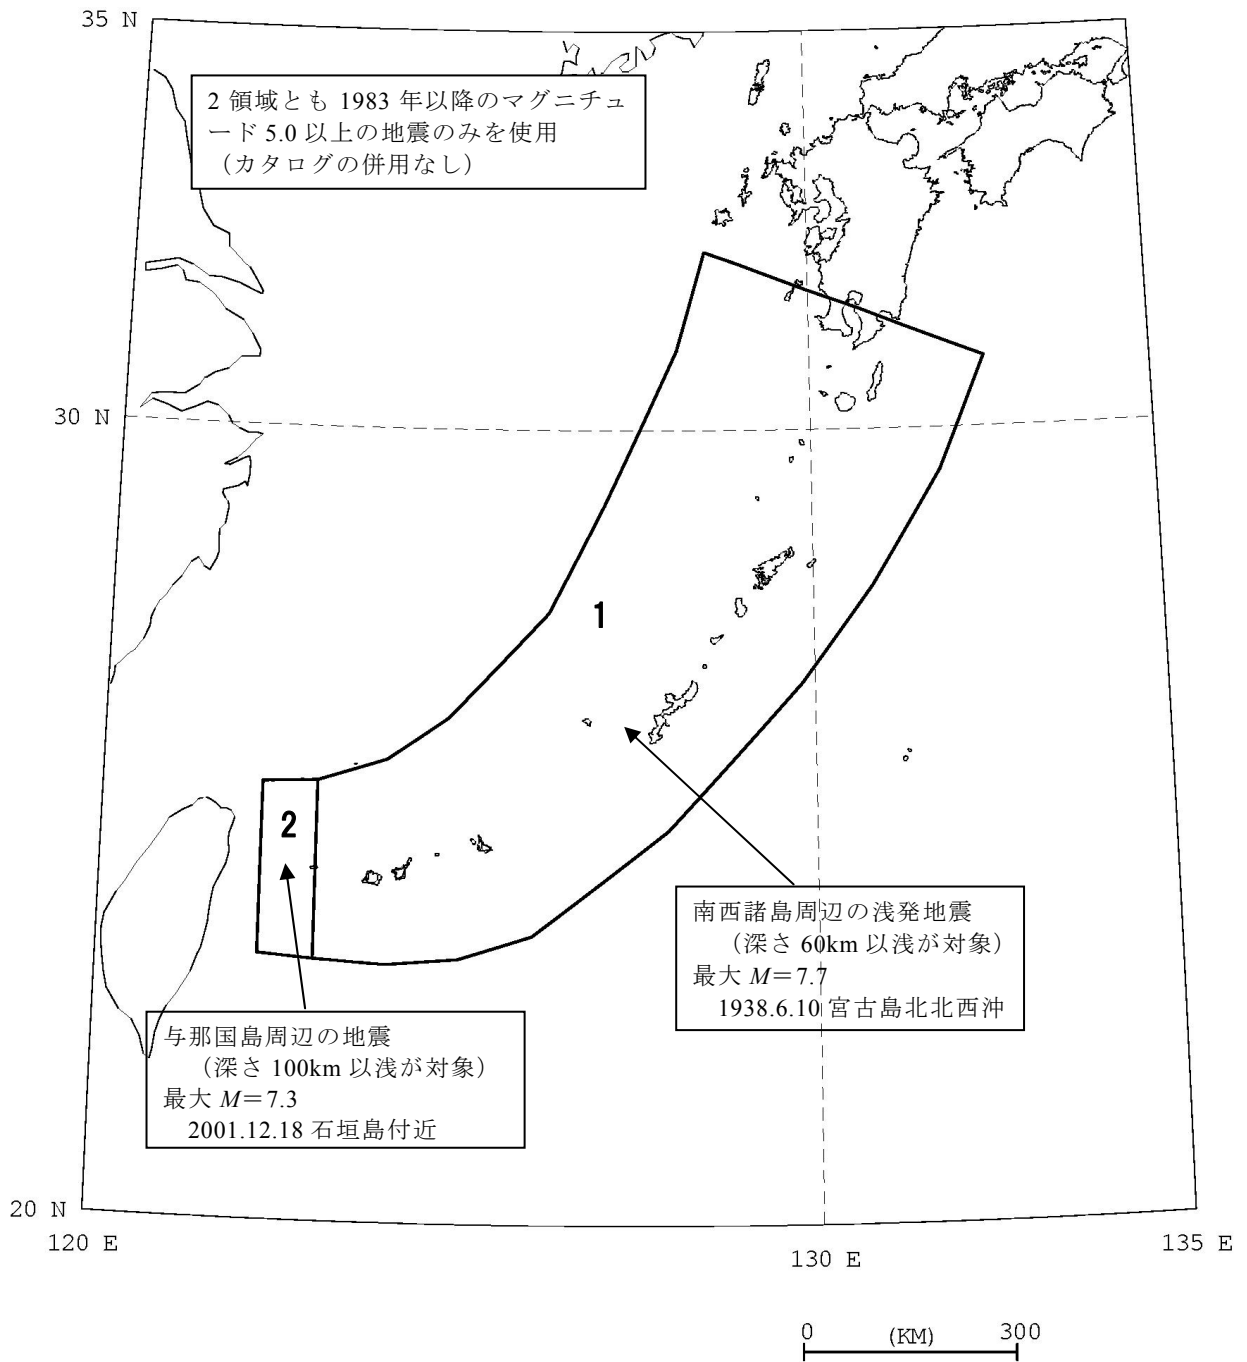 35 N
2 領域とも 1983 年以降のマグニチュ
ード 5.0 以上の地震のみを使用
（カタログの併用なし）
30 N
1
2
南西諸島周辺の浅発地震
（深さ 60km 以浅が対象）
最大 M＝7.7
1938.6.10 宮古島北北西沖
与那国島周辺の地震
（深さ 100km 以浅が対象）
最大 M＝7.3
2001.12.18 石垣島付近
20 N
120 E
130 E
135 E
0 (KM) 300